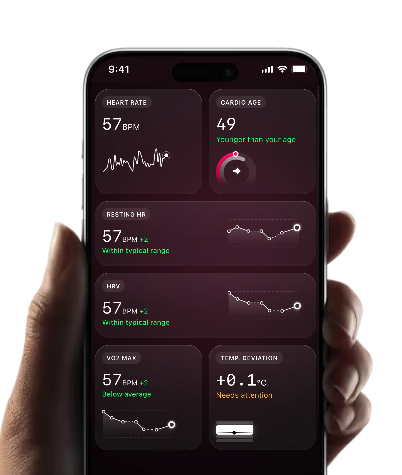 9:41
HEART RATE
57 BPM
CARDIO AGE
49
Younger than your age
RESTING HR
57 BPM +2
Within typical range
HRV
57 BPM +2
Within typical range
VO2 MAX
57 BPM +2
Below average
TEMP. DEVIATION
+0.1°C
Needs attention